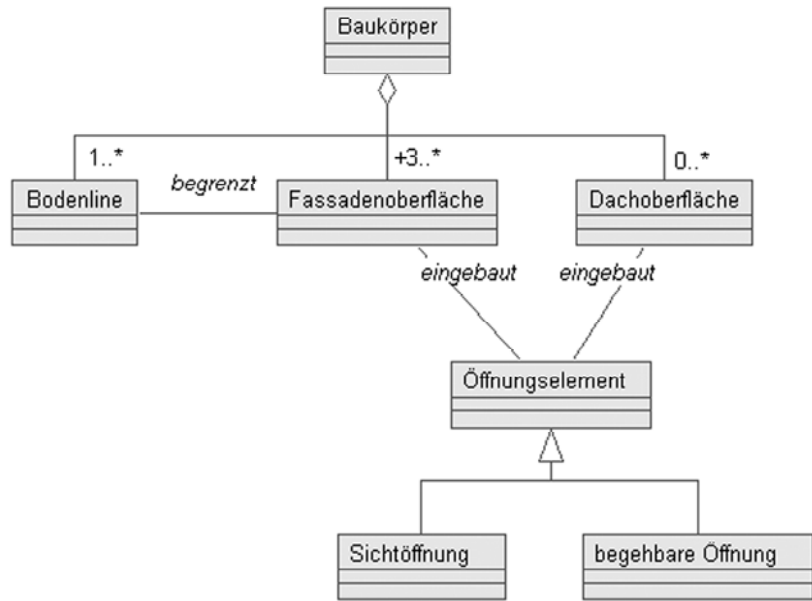 Baukörper
1..*
+3..*
0..*
begrenzt
Bodenline
Fassadenoberfläche
Dachoberfläche
eingebaut
eingebaut
Öffnungselement
Sichtöffnung
begehbare Öffnung